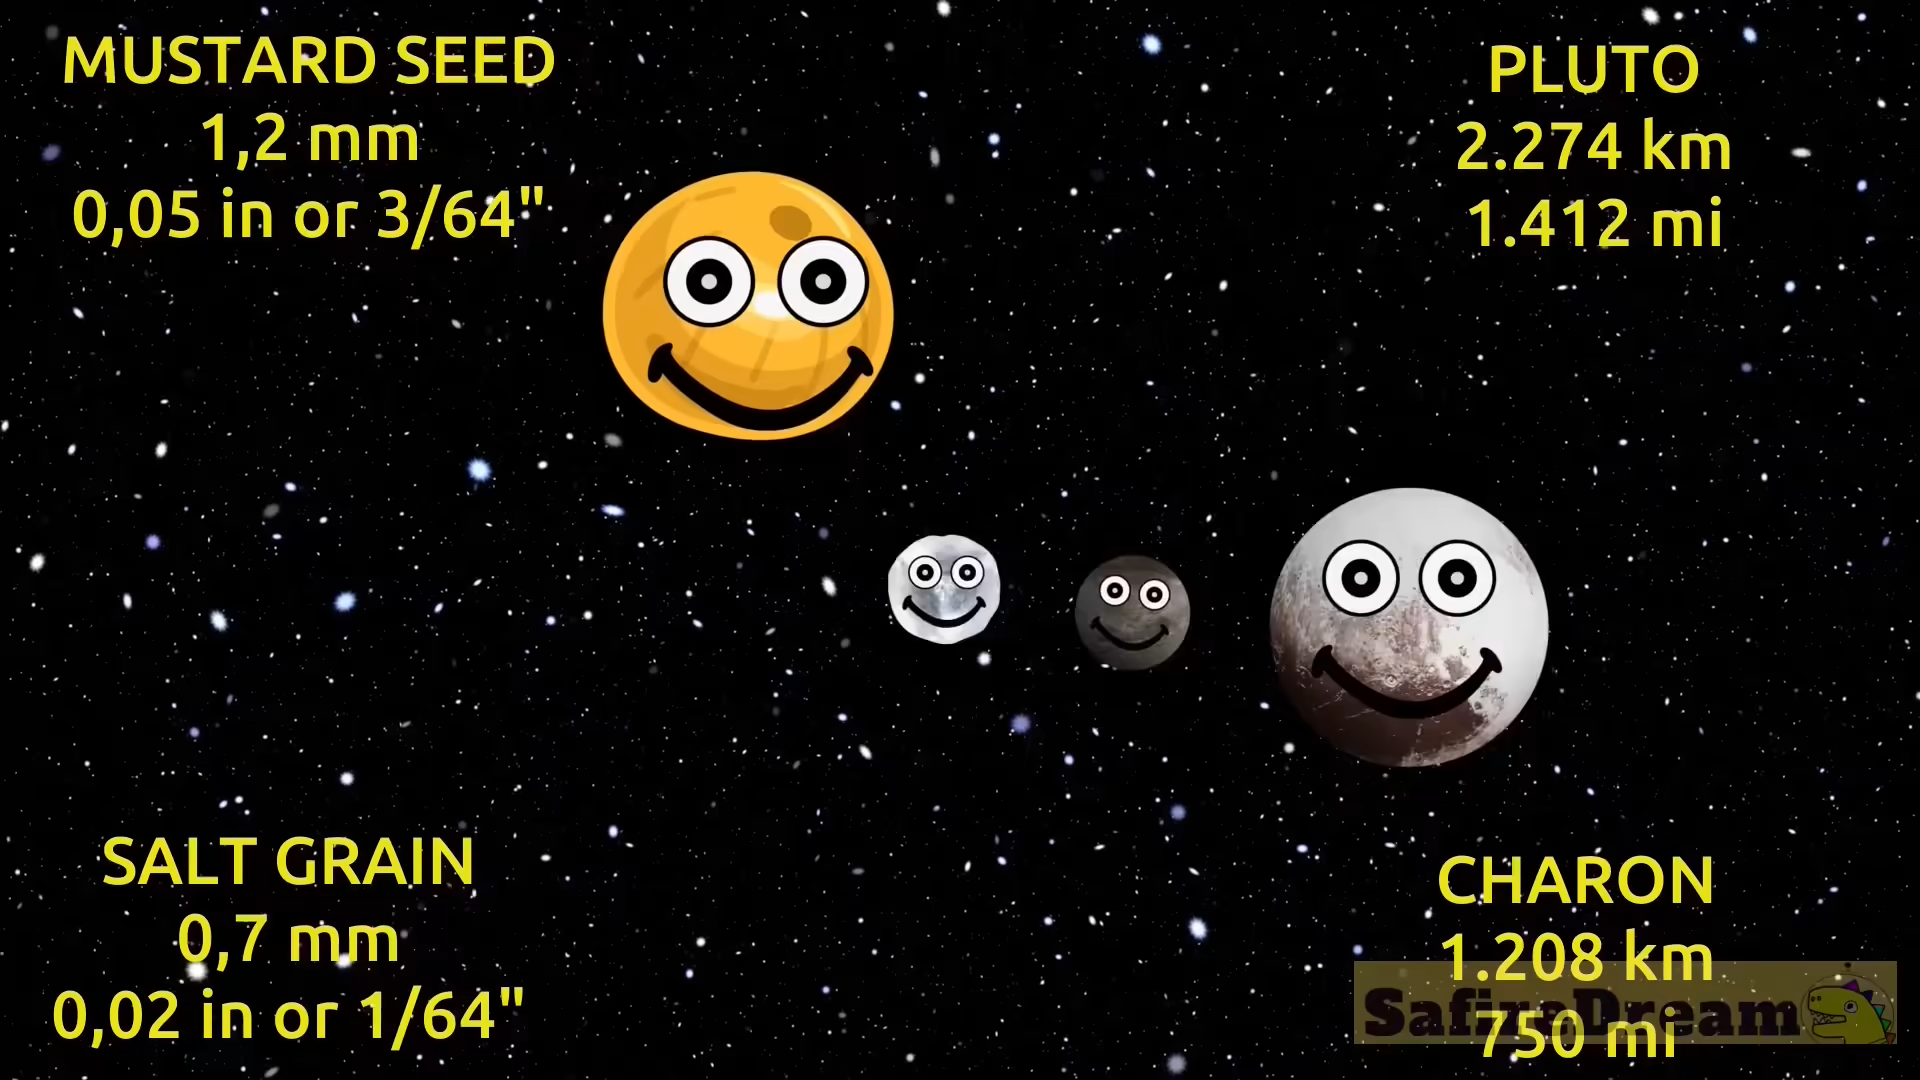 MUSTARD SEED
1,2 mm
0,05 in or 3/64"
PLUTO
2.274 km
1.412 mi
SALT GRAIN
0,7 mm
0,02 in or 1/64"
CHARON
1.208 km
750 mi
SafireDream